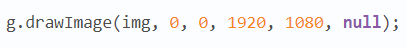 g.drawImage(img, 0, 0, 1920, 1080, null);